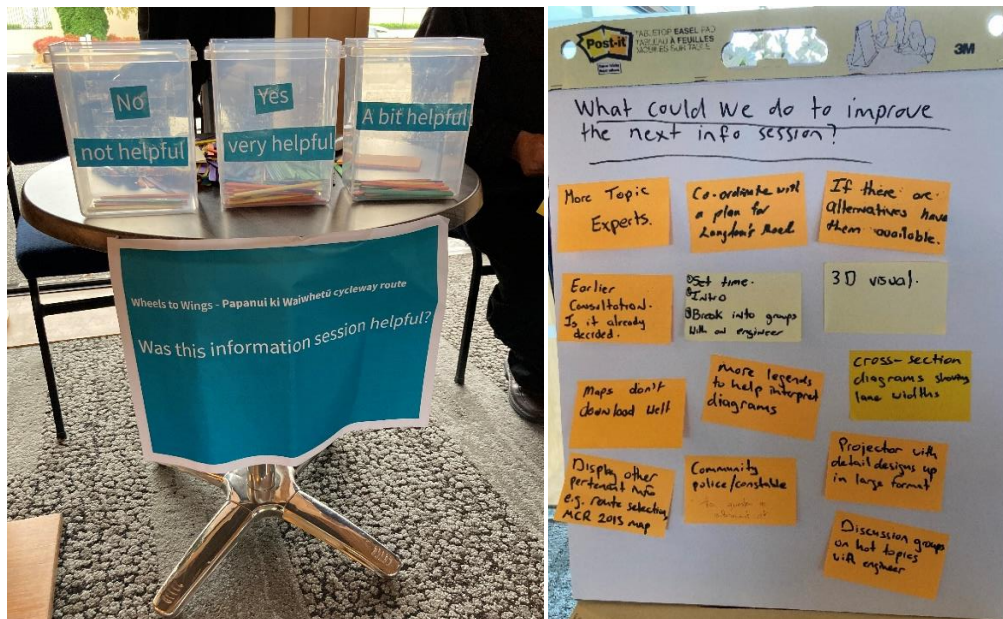 No
not helpful
Yes
very helpful
A bit helpful
Wheels to Wings - Papanui ki Waiwhetū cycleway route
Was this information session helpful?
Post-it
TABLETOP EASEL PAD
TABLEAU À FEUILLES
3M
What could we do to improve
the next info session?
More Topic
Experts.
Co-ordinate with
a plan for
Langdon's Road
If there are
alternatives have
them available.
Earlier
Consultation.
Is it already
decided.
Set time.
Intro
Break into groups
with an engineer
3D visual.
Maps don't
download well
More legends
to help interpret
diagrams
cross-section
diagrams showing
lane widths
Display other
pertenant info
e.g. route selection,
MCR 2013 map
Community
police/constable
Projector with
detail designs up
in large format
Discussion groups
on hot topics
with engineer